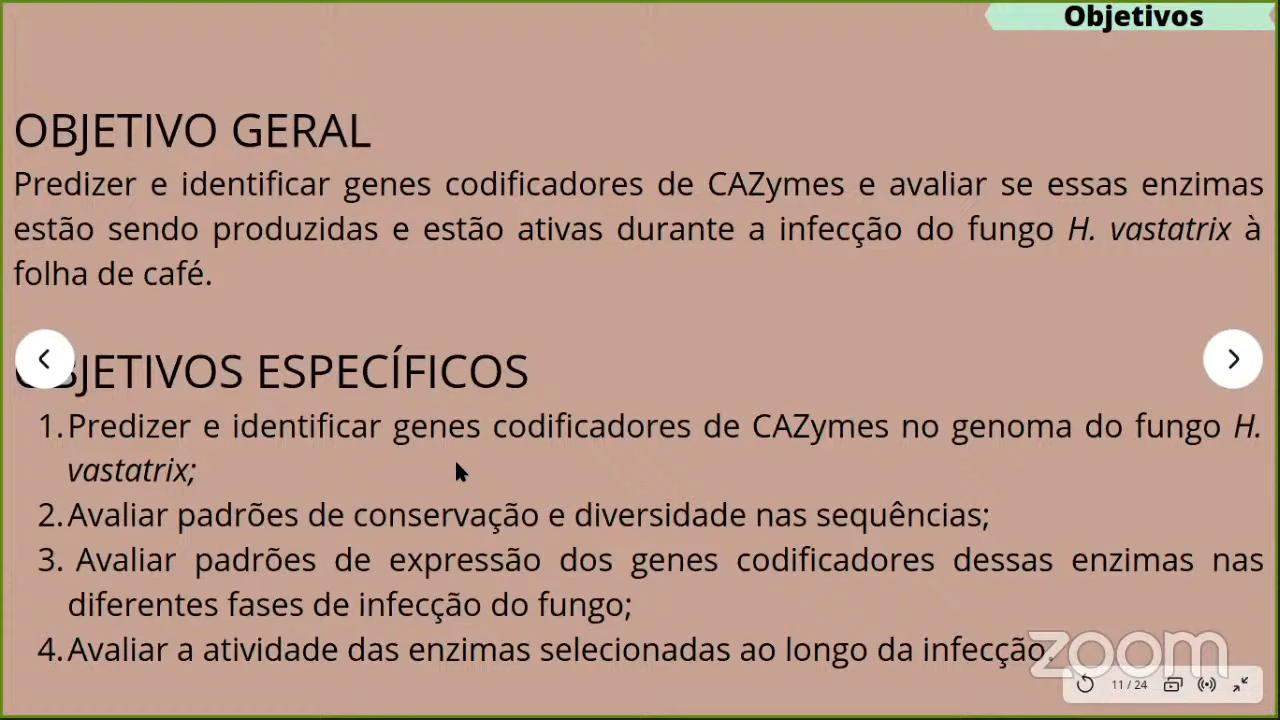 Objetivos
OBJETIVO GERAL
Predizer e identificar genes codificadores de CAZymes e avaliar se essas enzimas
estão sendo produzidas e estão ativas durante a infecção do fungo H. vastatrix à
folha de café.
OBJETIVOS ESPECÍFICOS
1. Predizer e identificar genes codificadores de CAZymes no genoma do fungo H.
vastatrix;
2. Avaliar padrões de conservação e diversidade nas sequências;
3. Avaliar padrões de expressão dos genes codificadores dessas enzimas nas
diferentes fases de infecção do fungo;
4. Avaliar a atividade das enzimas selecionadas ao longo da infecção.
zoom
11 / 24